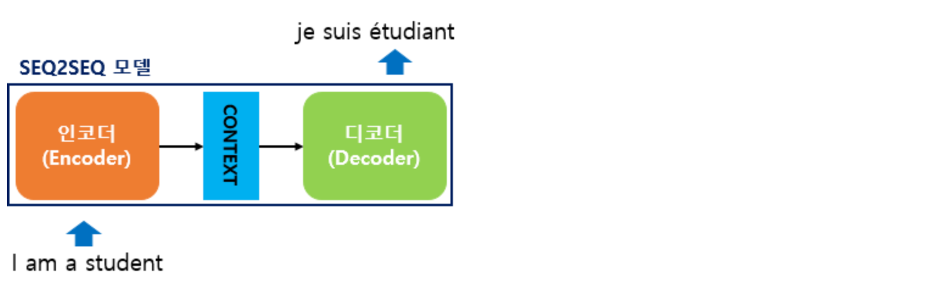 je suis étudiant
SEQ2SEQ 모델
인코더
(Encoder)
CONTEXT
디코더
(Decoder)
I am a student